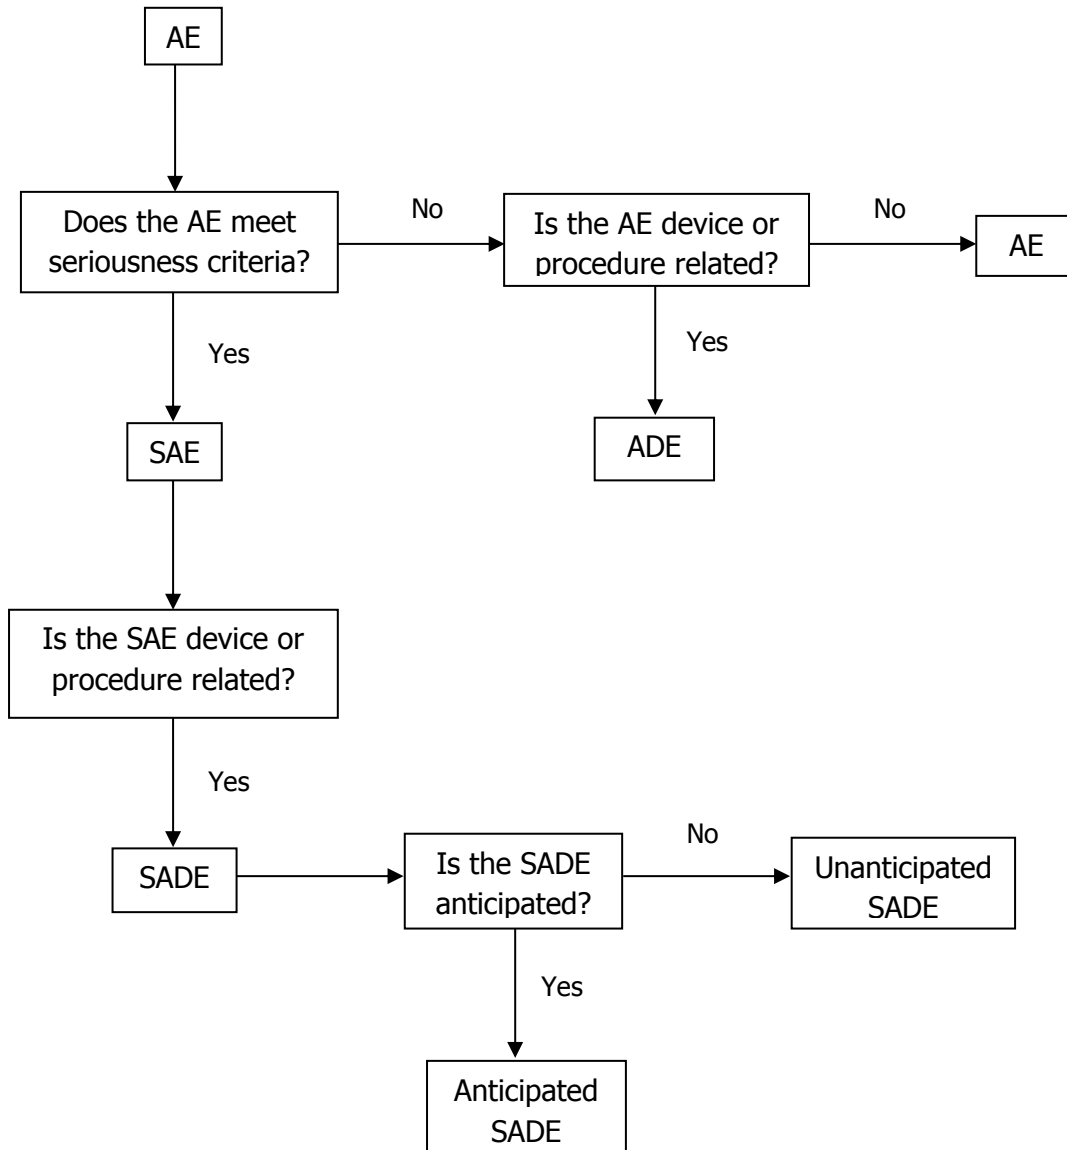 AE
Does the AE meet
seriousness criteria?
No
Is the AE device or
procedure related?
No
AE
Yes
Yes
SAE
ADE
Is the SAE device or
procedure related?
Yes
SADE
Is the SADE
anticipated?
No
Unanticipated
SADE
Yes
Anticipated
SADE